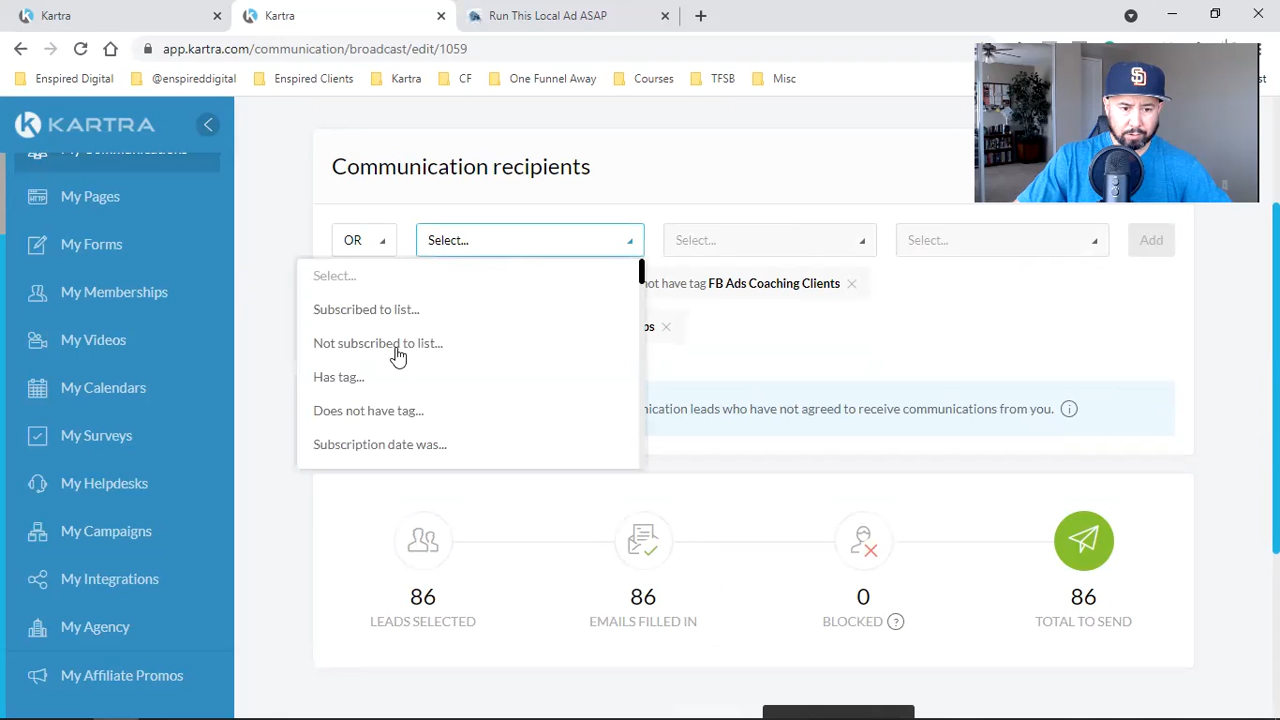 Kartra
Kartra
Run This Local Ad ASAP
app.kartra.com/communication/broadcast/edit/1059
Enspired Digital
@enspireddigital
Enspired Clients
Kartra
CF
One Funnel Away
Courses
TFSB
Misc
KARTRA
My Communications
My Pages
My Forms
My Memberships
My Videos
My Calendars
My Surveys
My Helpdesks
My Campaigns
My Integrations
My Agency
My Affiliate Promos
Communication recipients
OR
Select...
Select...
Select...
Add
Select...
Subscribed to list...
Not subscribed to list...
Has tag...
Does not have tag...
Subscription date was...
not have tag FB Ads Coaching Clients
leads who have not agreed to receive communications from you.
86
LEADS SELECTED
86
EMAILS FILLED IN
0
BLOCKED ?
86
TOTAL TO SEND
SD